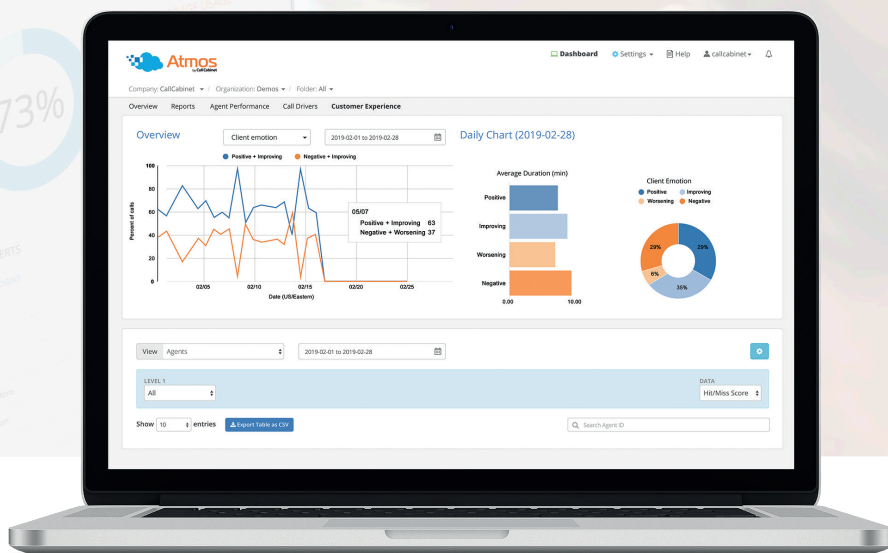 Atmos
by CallCabinet
Dashboard Settings Help callcabinet
Company: CallCabinet / Organization: Demos / Folder: All
Overview Reports Agent Performance Call Drivers Customer Experience
Overview
Client emotion
2019-02-01 to 2019-02-28
Positive + Improving Negative + Improving
Percent of calls
100
80
60
40
20
0
05/07
Positive + Improving 63
Negative + Worsening 37
02/05 02/10 02/15 02/20 02/25
Date (US/Eastern)
Daily Chart (2019-02-28)
Average Duration (min)
Positive
Improving
Worsening
Negative
0.00 10.00
Client Emotion
Positive Improving
Worsening Negative
29% 29%
6%
35%
View Agents
2019-02-01 to 2019-02-28
LEVEL 1
All
DATA
Hit/Miss Score
Show 10 entries
Export Table as CSV
Search Agent ID
73%